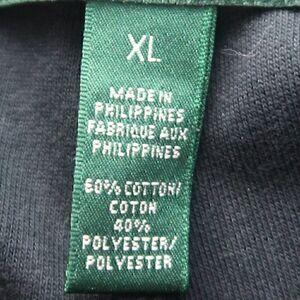 XL
MADE IN
PHILIPPINES
FABRIQUE AUX
PHILIPPINES
60% COTTON/
COTON
40%
POLYESTER/
POLYESTER